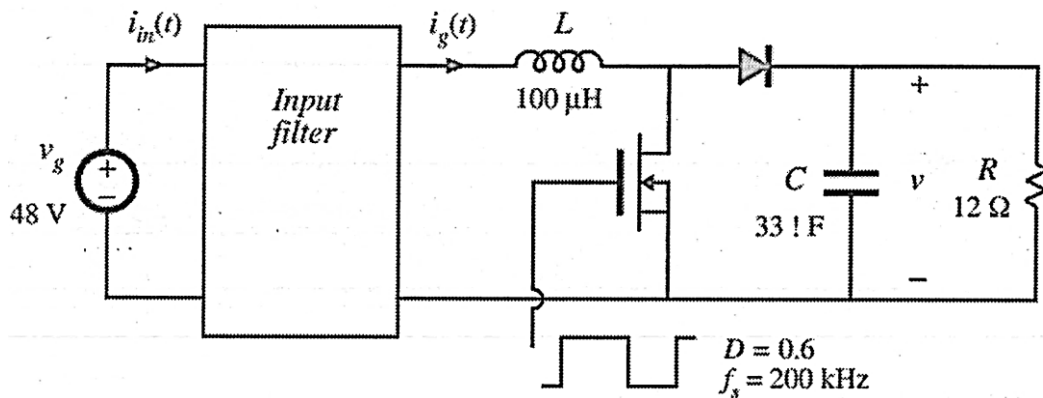 i_in(t)
i_g(t)
L
100 μH
Input
filter
v_g
+
−
48 V
C
33 ! F
+
v
−
R
12 Ω
D = 0.6
f_s = 200 kHz